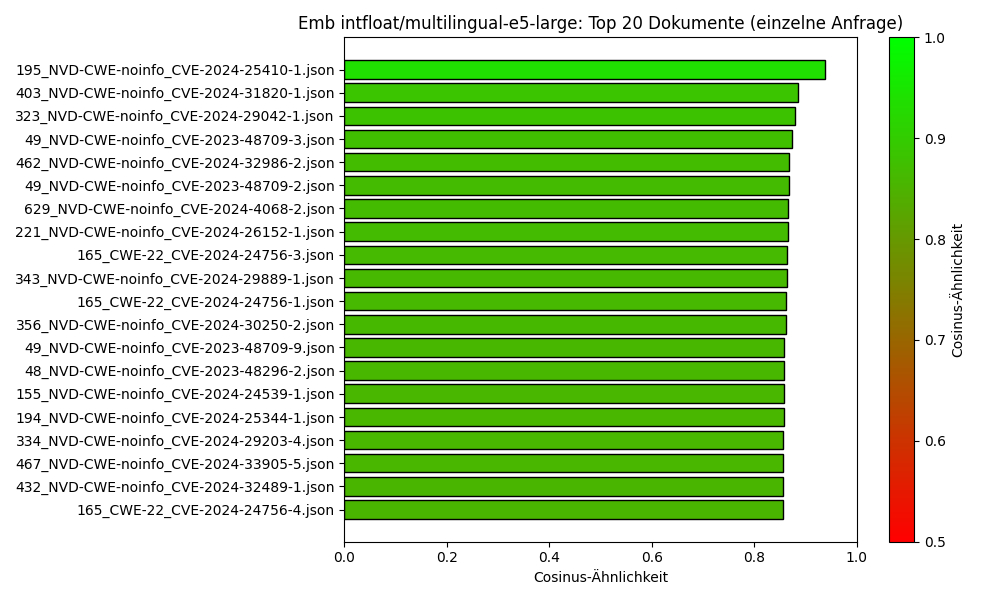 Emb intfloat/multilingual-e5-large: Top 20 Dokumente (einzelne Anfrage)
195_NVD-CWE-noinfo_CVE-2024-25410-1.json
403_NVD-CWE-noinfo_CVE-2024-31820-1.json
323_NVD-CWE-noinfo_CVE-2024-29042-1.json
49_NVD-CWE-noinfo_CVE-2023-48709-3.json
462_NVD-CWE-noinfo_CVE-2024-32986-2.json
49_NVD-CWE-noinfo_CVE-2023-48709-2.json
629_NVD-CWE-noinfo_CVE-2024-4068-2.json
221_NVD-CWE-noinfo_CVE-2024-26152-1.json
165_CWE-22_CVE-2024-24756-3.json
343_NVD-CWE-noinfo_CVE-2024-29889-1.json
165_CWE-22_CVE-2024-24756-1.json
356_NVD-CWE-noinfo_CVE-2024-30250-2.json
49_NVD-CWE-noinfo_CVE-2023-48709-9.json
48_NVD-CWE-noinfo_CVE-2023-48296-2.json
155_NVD-CWE-noinfo_CVE-2024-24539-1.json
194_NVD-CWE-noinfo_CVE-2024-25344-1.json
334_NVD-CWE-noinfo_CVE-2024-29203-4.json
467_NVD-CWE-noinfo_CVE-2024-33905-5.json
432_NVD-CWE-noinfo_CVE-2024-32489-1.json
165_CWE-22_CVE-2024-24756-4.json
0.0 0.2 0.4 0.6 0.8 1.0
Cosinus-Ähnlichkeit
1.0
0.9
0.8
0.7
0.6
0.5
Cosinus-Ähnlichkeit